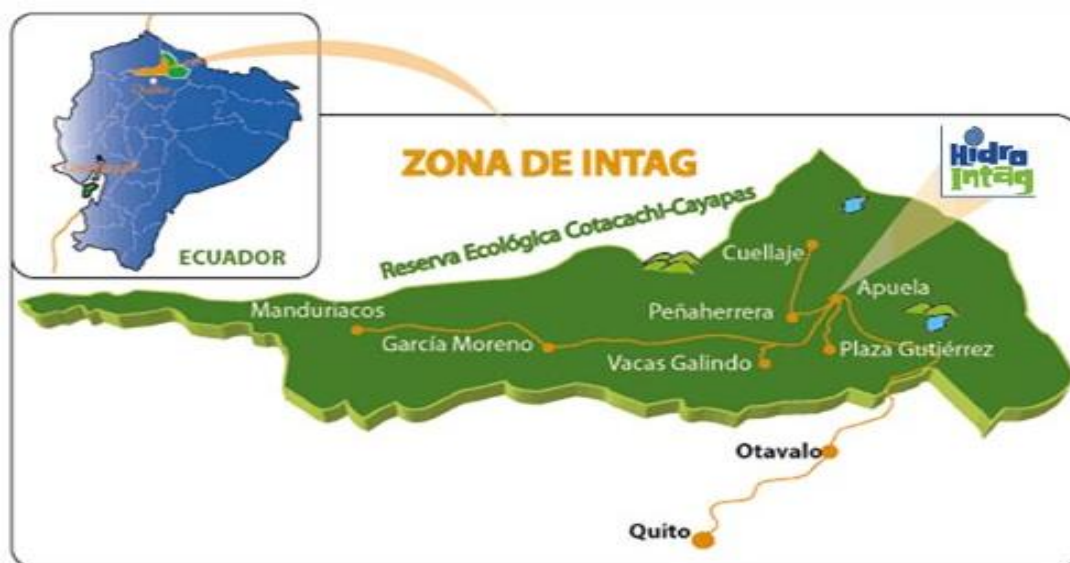 Quito
ECUADOR
ZONA DE INTAG
Hidro
Intag
Reserva Ecológica Cotacachi-Cayapas
Cuellaje
Apuela
Manduriacos
Peñaherrera
García Moreno
Vacas Galindo
Plaza Gutiérrez
Otavalo
Quito